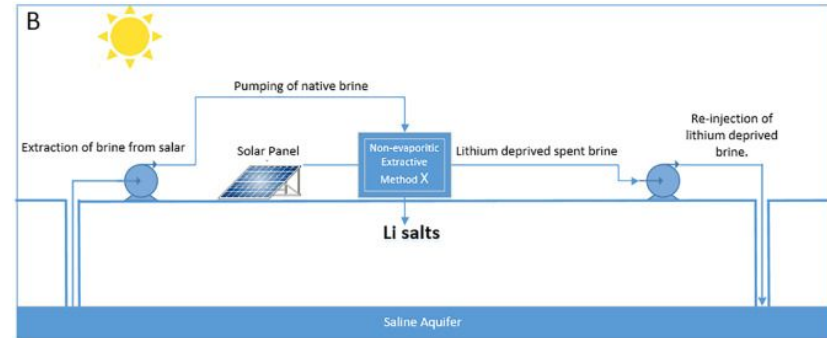 B
Pumping of native brine
Extraction of brine from salar
Solar Panel
Non-evaporitic
Extractive
Method X
Lithium deprived spent brine
Re-injection of
lithium deprived
brine.
Li salts
Saline Aquifer